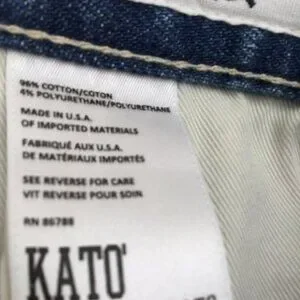 96% COTTON/COTON
4% POLYURETHANE/POLYURETHANE
MADE IN U.S.A.
OF IMPORTED MATERIALS
FABRIQUÉ AUX U.S.A.
DE MATÉRIAUX IMPORTÉS
SEE REVERSE FOR CARE
VIT REVERSE POUR SOIN
RN 86788
KATO'